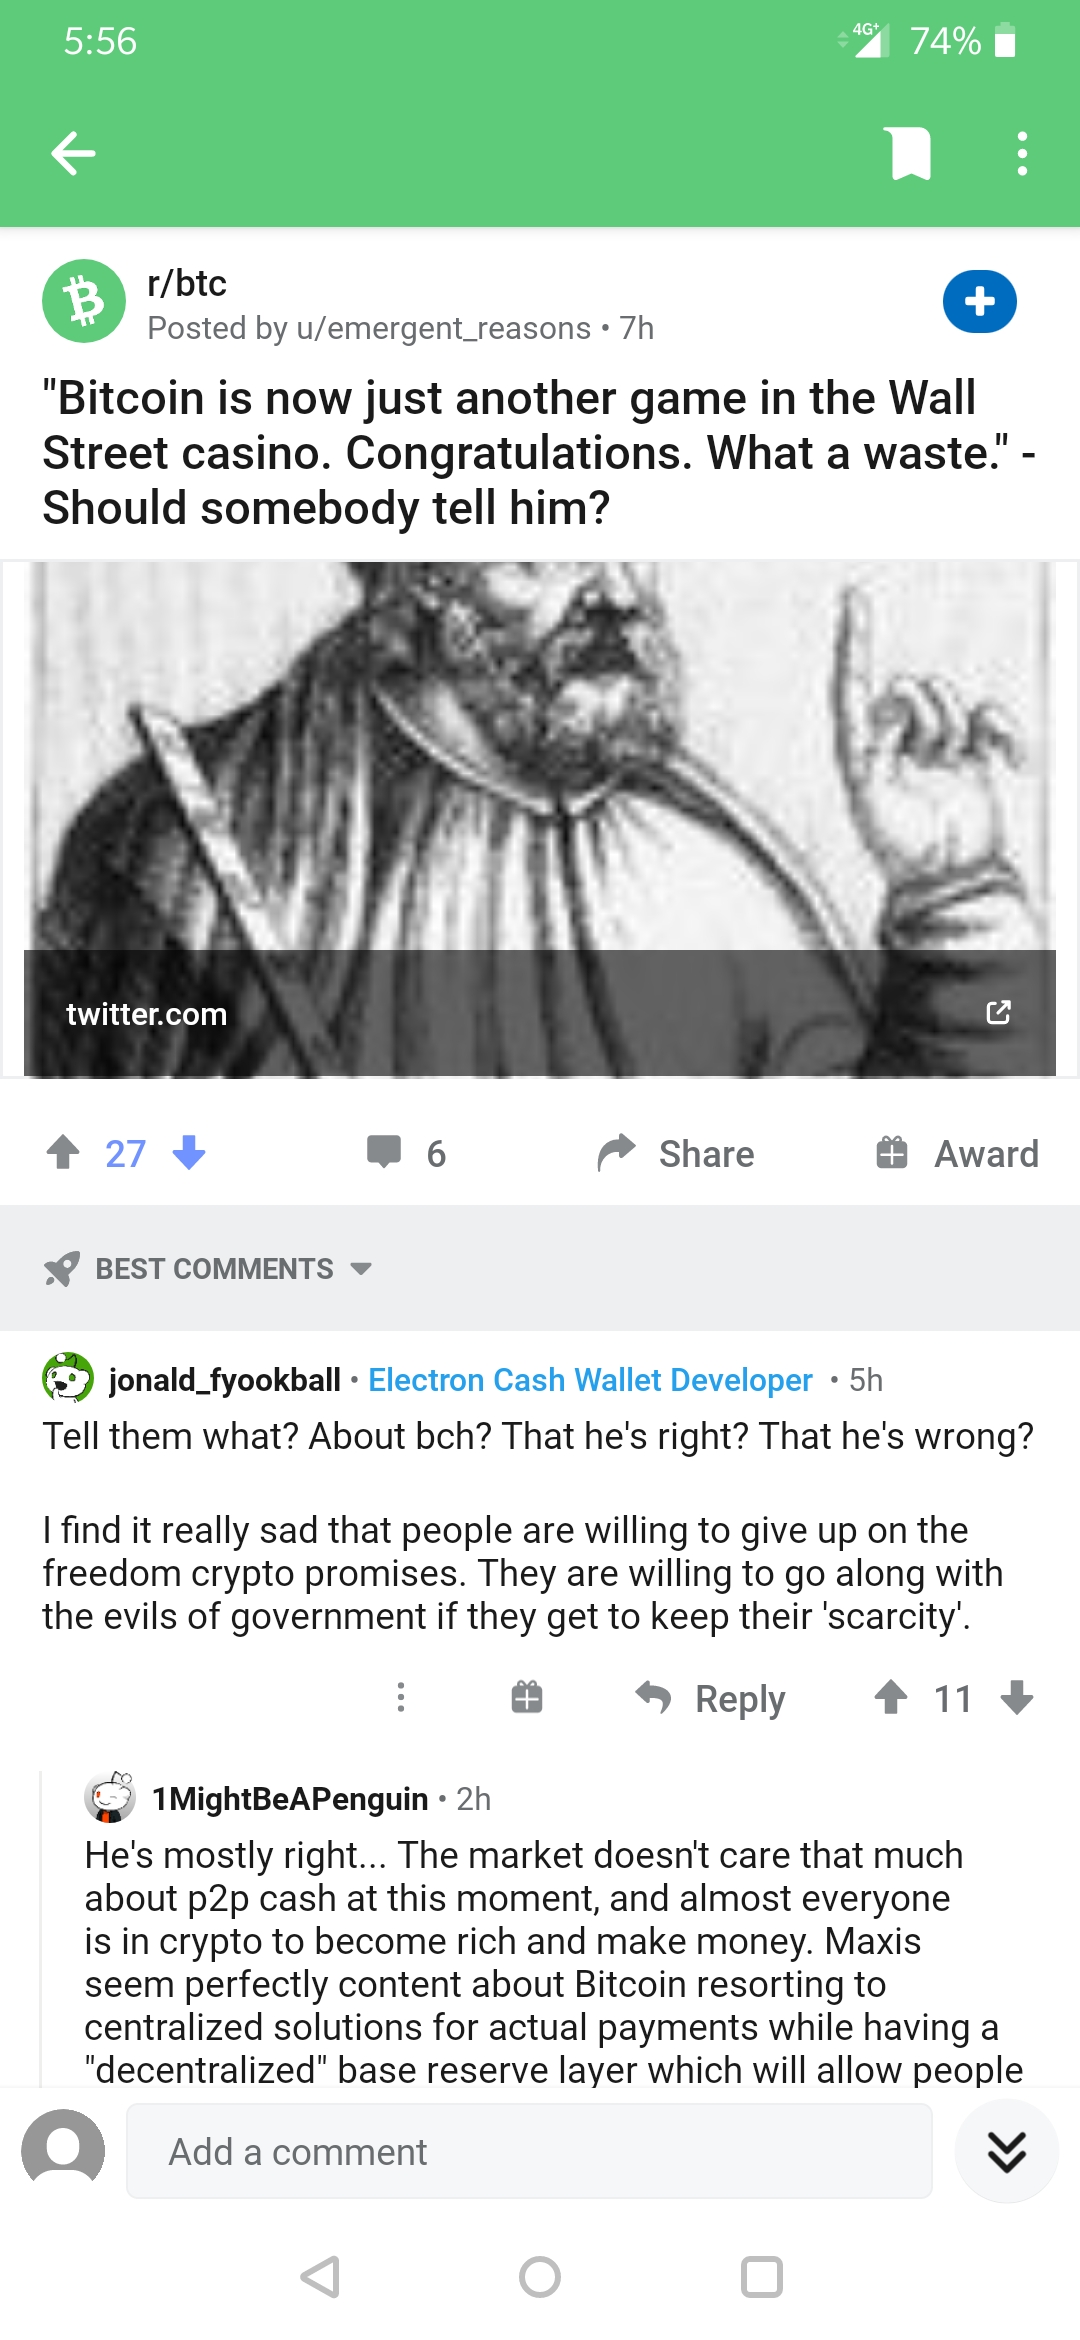 5:56
4G+ 74%
r/btc
Posted by u/emergent_reasons • 7h
"Bitcoin is now just another game in the Wall
Street casino. Congratulations. What a waste." -
Should somebody tell him?
twitter.com
27 6 Share Award
BEST COMMENTS
jonald_fyookball • Electron Cash Wallet Developer • 5h
Tell them what? About bch? That he's right? That he's wrong?
I find it really sad that people are willing to give up on the
freedom crypto promises. They are willing to go along with
the evils of government if they get to keep their 'scarcity'.
Reply 11
1MightBeAPenguin • 2h
He's mostly right... The market doesn't care that much
about p2p cash at this moment, and almost everyone
is in crypto to become rich and make money. Maxis
seem perfectly content about Bitcoin resorting to
centralized solutions for actual payments while having a
"decentralized" base reserve layer which will allow people
Add a comment